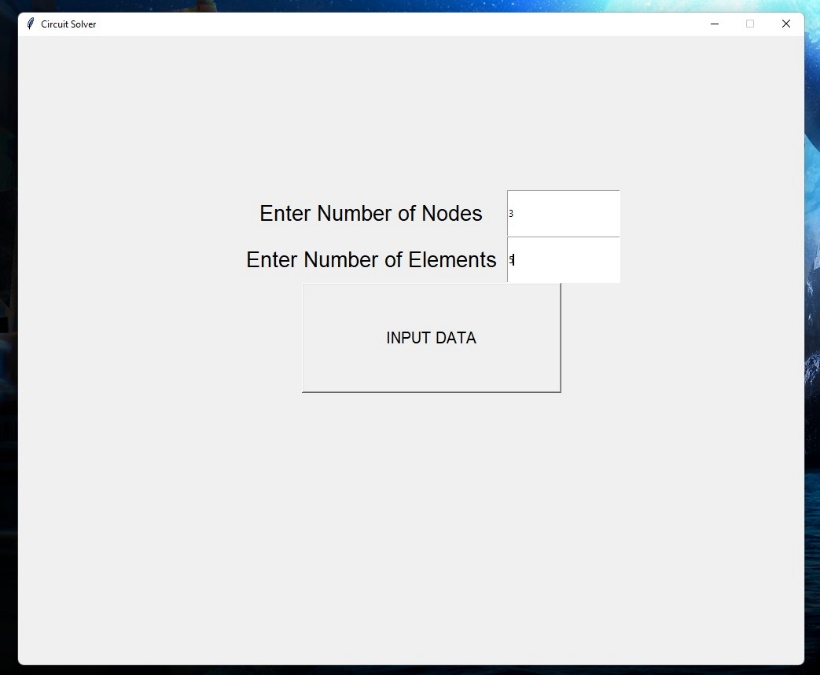 Circuit Solver
Enter Number of Nodes 3
Enter Number of Elements
INPUT DATA